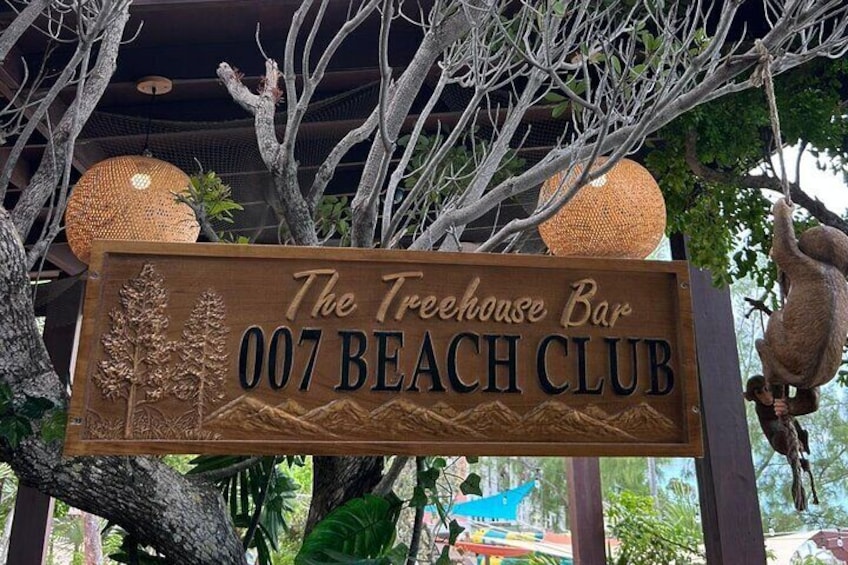 The Treehouse Bar
007 BEACH CLUB